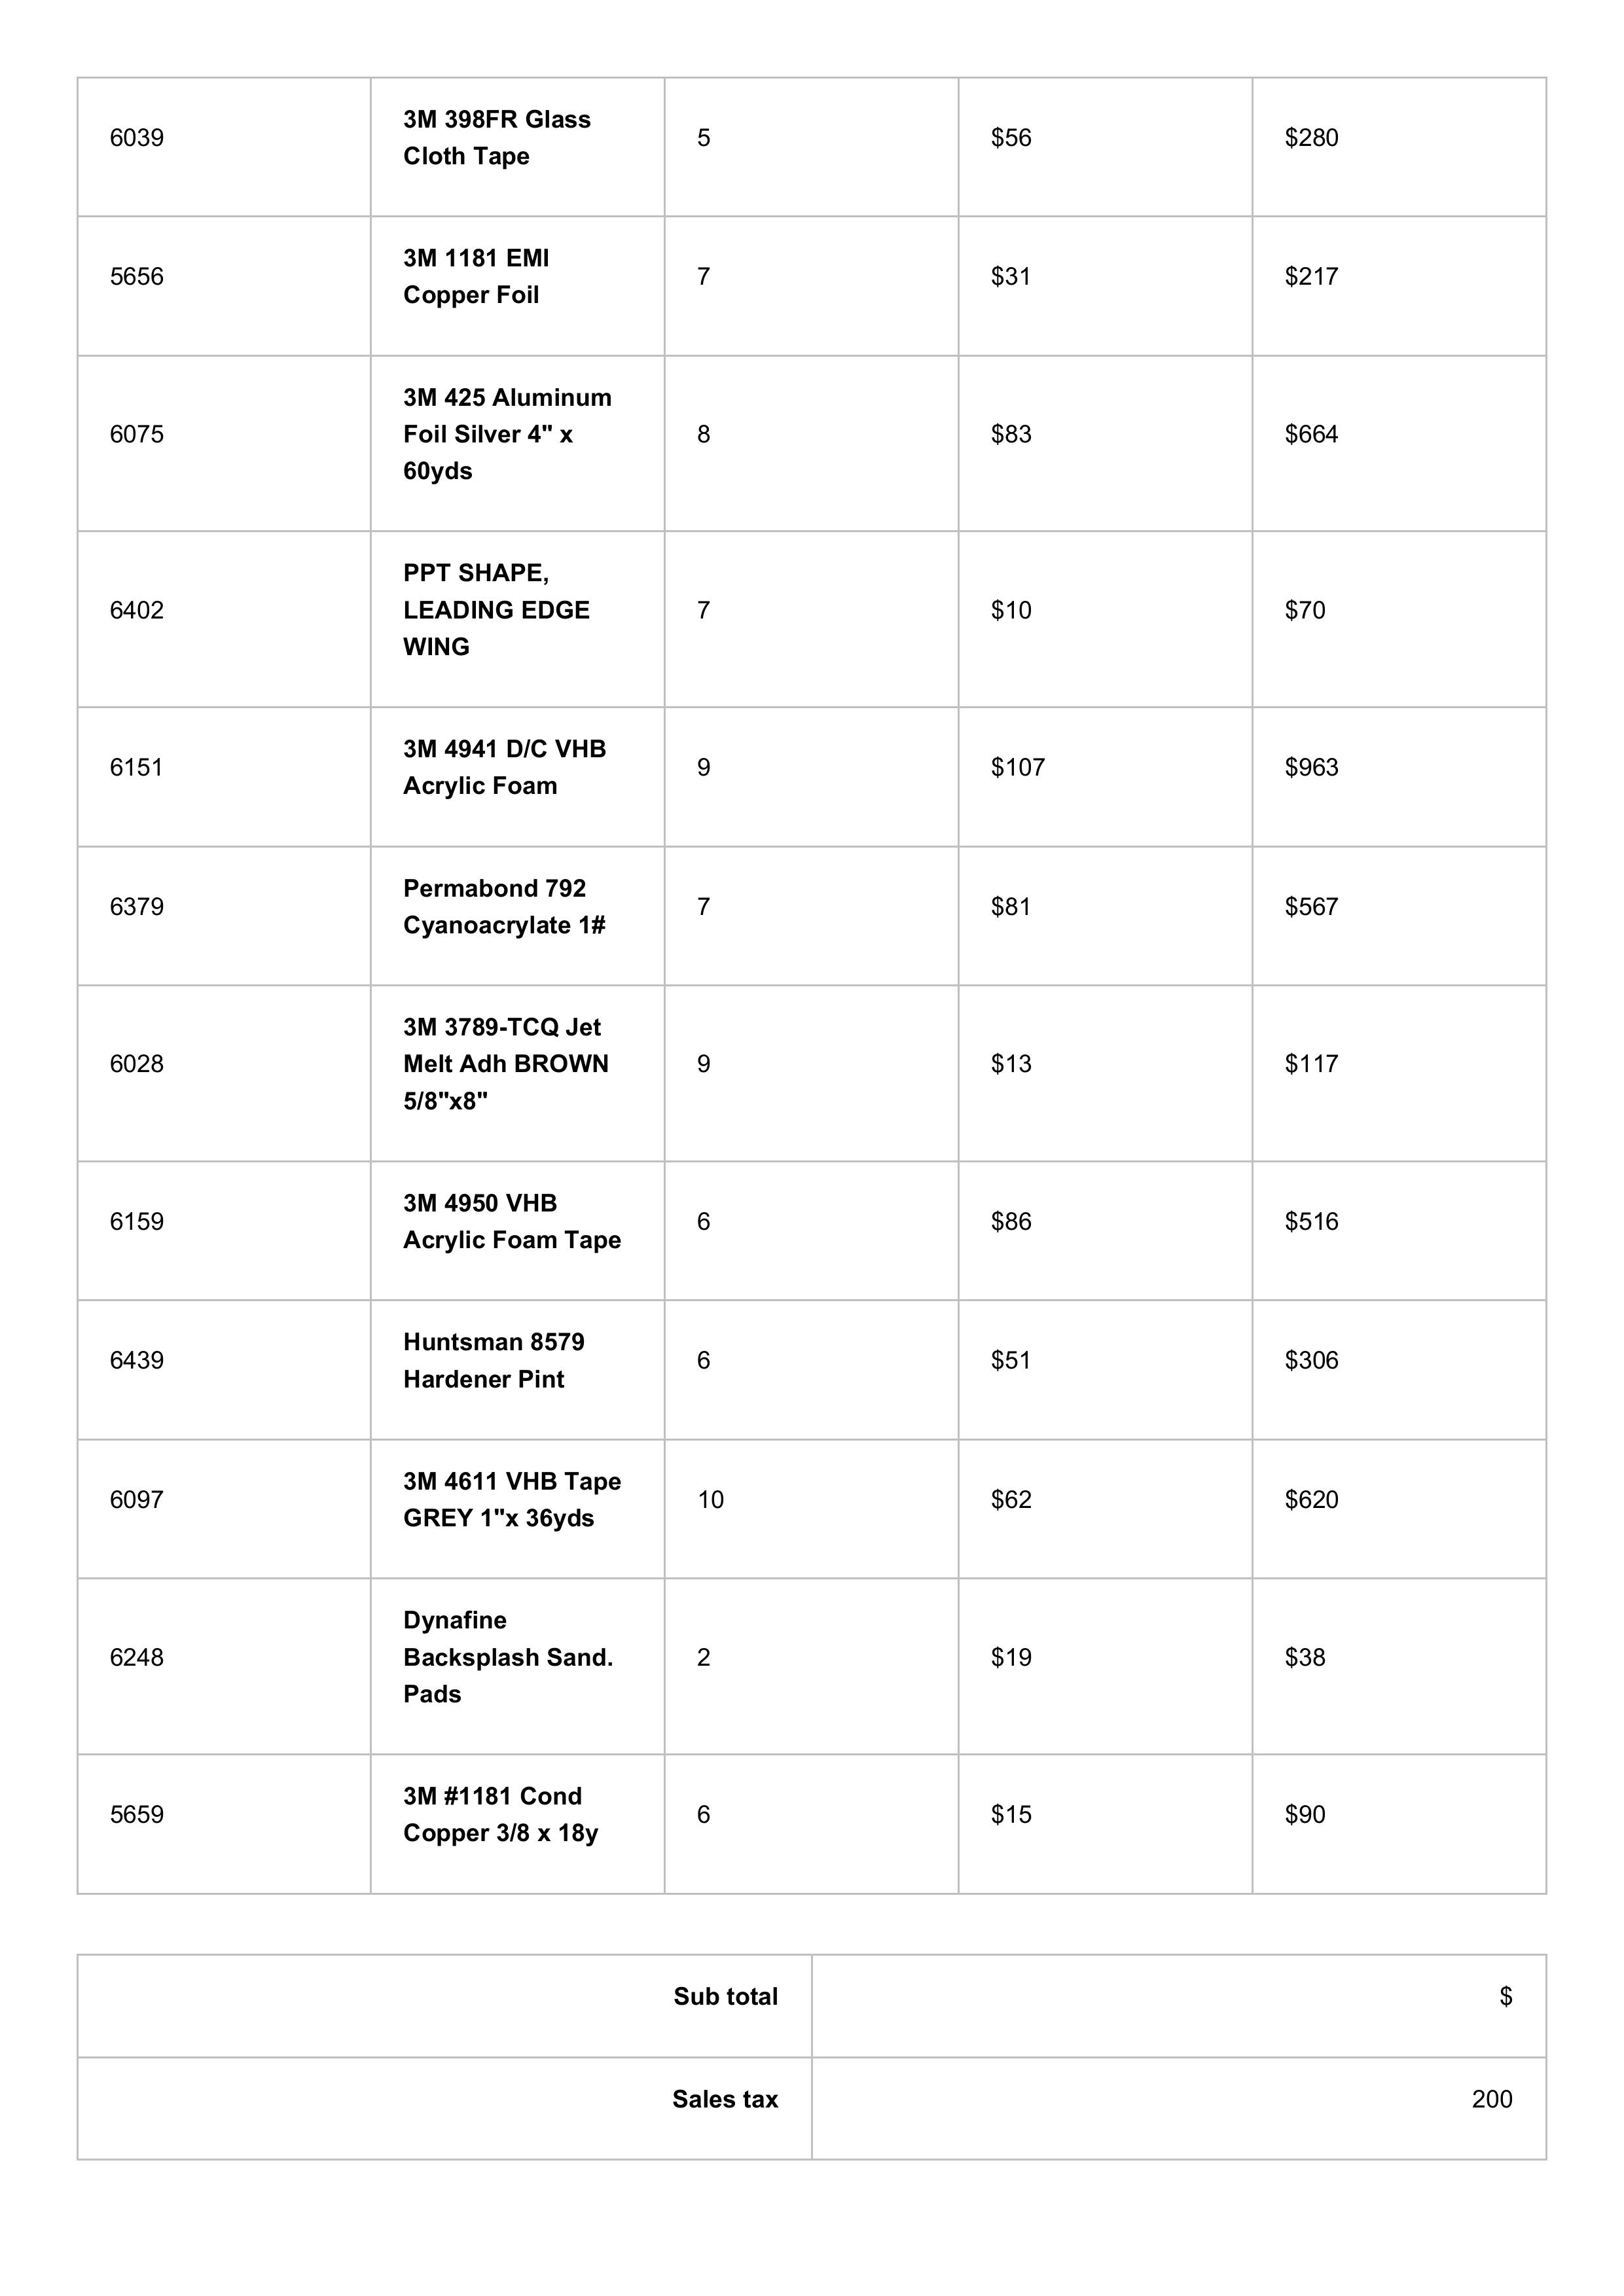 6039 3M 398FR Glass 5 $56 $280
Cloth Tape
5656 3M 1181 EMI 7 $31 $217
Copper Foil
6075 3M 425 Aluminum 8 $83 $664
Foil Silver 4" x
60yds
6402 PPT SHAPE, 7 $10 $70
LEADING EDGE
WING
6151 3M 4941 D/C VHB 9 $107 $963
Acrylic Foam
6379 Permabond 792 7 $81 $567
Cyanoacrylate 1#
6028 3M 3789-TCQ Jet 9 $13 $117
Melt Adh BROWN
5/8"x8"
6159 3M 4950 VHB 6 $86 $516
Acrylic Foam Tape
6439 Huntsman 8579 6 $51 $306
Hardener Pint
6097 3M 4611 VHB Tape 10 $62 $620
GREY 1"x 36yds
6248 Dynafine 2 $19 $38
Backsplash Sand.
Pads
5659 3M #1181 Cond 6 $15 $90
Copper 3/8 x 18y
Sub total $
Sales tax 200